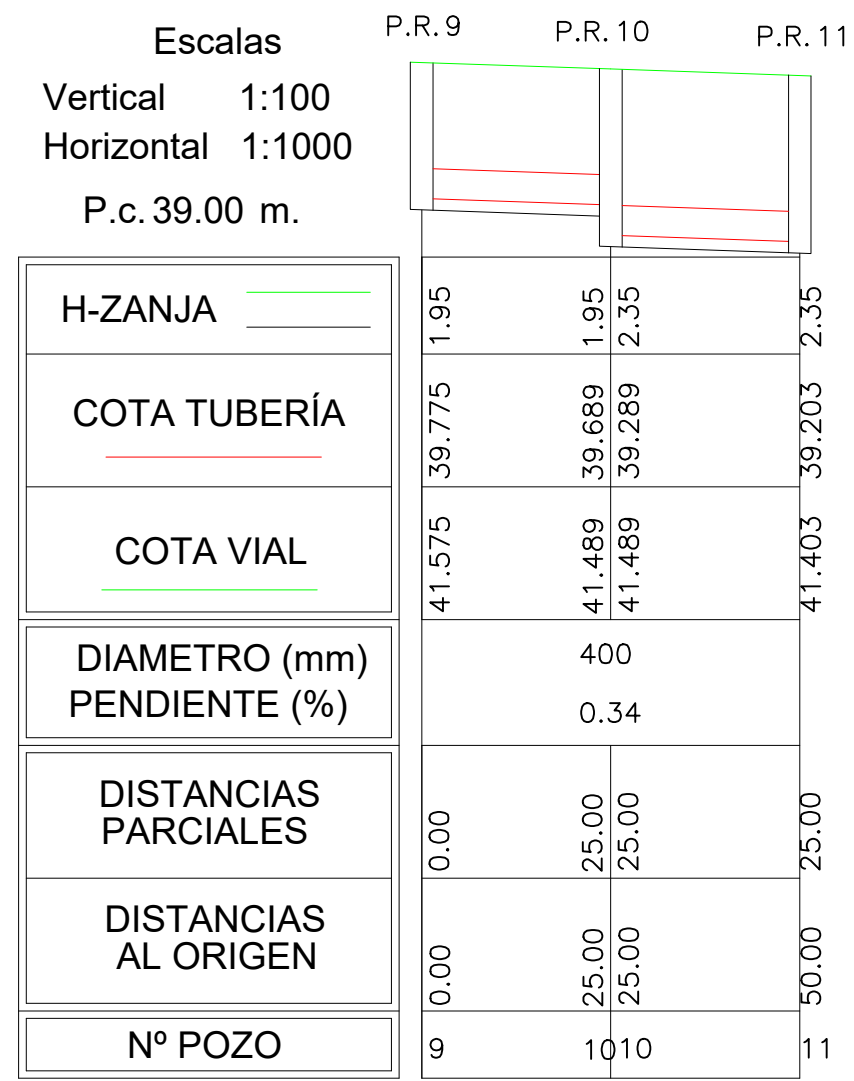 P.R. 9 P.R. 10 P.R. 11
Escalas
Vertical 1:100
Horizontal 1:1000
P.c. 39.00 m.
H-ZANJA 1.95 1.95 2.35 2.35
COTA TUBERÍA 39.775 39.689 39.289 39.203
COTA VIAL 41.575 41.489 41.489 41.403
DIAMETRO (mm) 400
PENDIENTE (%) 0.34
DISTANCIAS
PARCIALES 0.00 25.00 25.00 25.00
DISTANCIAS
AL ORIGEN 0.00 25.00 25.00 50.00
Nº POZO 9 10 10 11